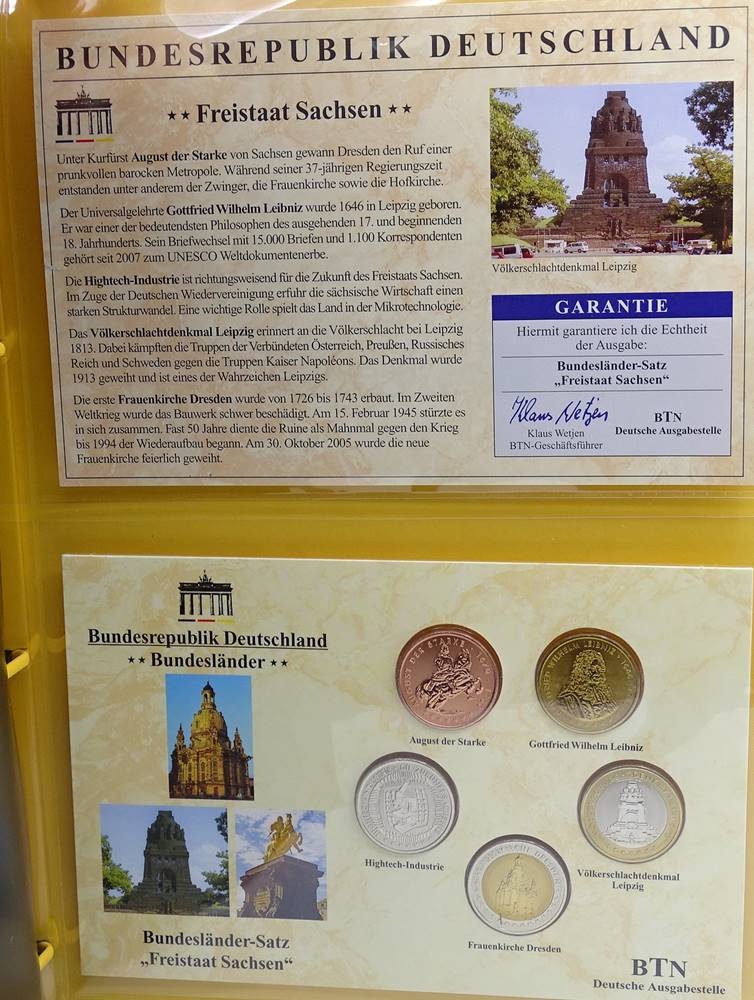 BUNDESREPUBLIK DEUTSCHLAND
★★ Freistaat Sachsen ★★
Unter Kurfürst August der Starke von Sachsen gewann Dresden den Ruf einer
prunkvollen barocken Metropole. Während seiner 37-jährigen Regierungszeit
entstanden unter anderem der Zwinger, die Frauenkirche sowie die Hofkirche.
Der Universalgelehrte Gottfried Wilhelm Leibniz wurde 1646 in Leipzig geboren.
Er war einer der bedeutendsten Philosophen des ausgehenden 17. und beginnenden
18. Jahrhunderts. Sein Briefwechsel mit 15.000 Briefen und 1.100 Korrespondenten
gehört seit 2007 zum UNESCO Weltdokumentenerbe.
Die Hightech-Industrie ist richtungsweisend für die Zukunft des Freistaats Sachsen.
Im Zuge der Deutschen Wiedervereinigung erfuhr die sächsische Wirtschaft einen
starken Strukturwandel. Eine wichtige Rolle spielt das Land in der Mikrotechnologie.
Das Völkerschlachtdenkmal Leipzig erinnert an die Völkerschlacht bei Leipzig
1813. Dabei kämpften die Truppen der Verbündeten Österreich, Preußen, Russisches
Reich und Schweden gegen die Truppen Kaiser Napoléons. Das Denkmal wurde
1913 geweiht und ist eines der Wahrzeichen Leipzigs.
Die erste Frauenkirche Dresden wurde von 1726 bis 1743 erbaut. Im Zweiten
Weltkrieg wurde das Bauwerk schwer beschädigt. Am 15. Februar 1945 stürzte es
in sich zusammen. Fast 50 Jahre diente die Ruine als Mahnmal gegen den Krieg
bis 1994 der Wiederaufbau begann. Am 30. Oktober 2005 wurde die neue
Frauenkirche feierlich geweiht.
Völkerschlachtdenkmal Leipzig
GARANTIE
Hiermit garantiere ich die Echtheit
der Ausgabe:
Bundesländer-Satz
„Freistaat Sachsen“
Klaus Wetjen
Klaus Wetjen
BTN-Geschäftsführer
BTN
Deutsche Ausgabestelle
Bundesrepublik Deutschland
★★ Bundesländer ★★
Bundesländer-Satz
„Freistaat Sachsen“
AUGUST DER STARKE
August der Starke
WILHELM LEIBNIZ
Gottfried Wilhelm Leibniz
Hightech-Industrie
Völkerschlachtdenkmal
Leipzig
Frauenkirche Dresden
BTN
Deutsche Ausgabestelle